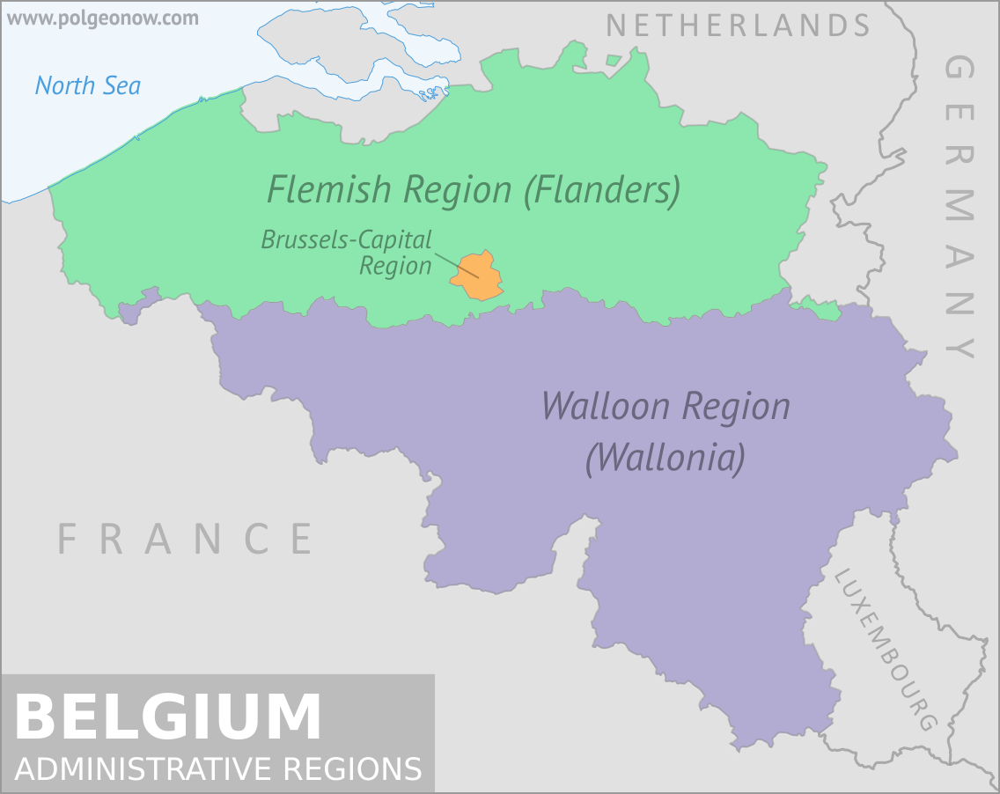 www.polgeonow.com
NETHERLANDS
North Sea
GERMANY
Flemish Region (Flanders)
Brussels-Capital
Region
Walloon Region
(Wallonia)
FRANCE
LUXEMBOURG
BELGIUM
ADMINISTRATIVE REGIONS